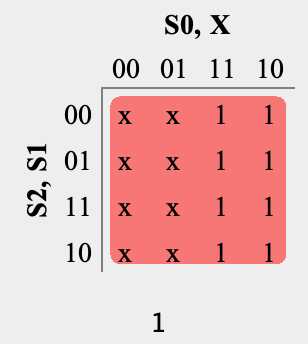 S0, X
00 01 11 10
S2, S1
00 x x 1 1
01 x x 1 1
11 x x 1 1
10 x x 1 1
1